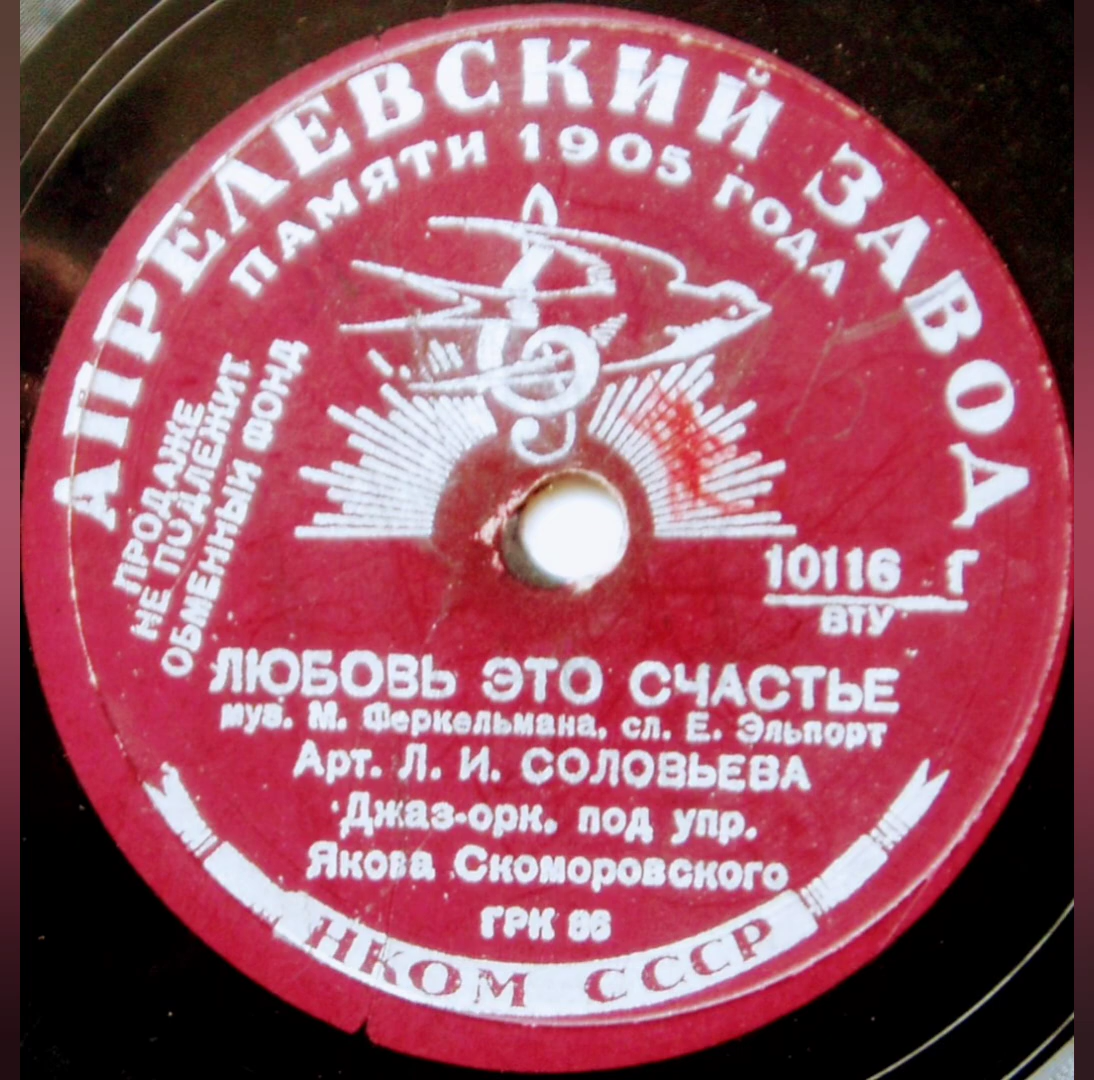 АПРЕЛЕВСКИЙ ЗАВОД
ПАМЯТИ 1905 ГОДА
ПРОДАЖЕ
НЕ ПОДЛЕЖИТ
ОБМЕННЫЙ ФОНД
10116 Г
ВТУ
ЛЮБОВЬ ЭТО СЧАСТЬЕ
муз. М. Феркельмана, сл. Е. Эльпорт
Арт. Л. И. СОЛОВЬЕВА
Джаз-орк. под упр.
Якова Скоморовского
ГРК 86
НКОМ СССР